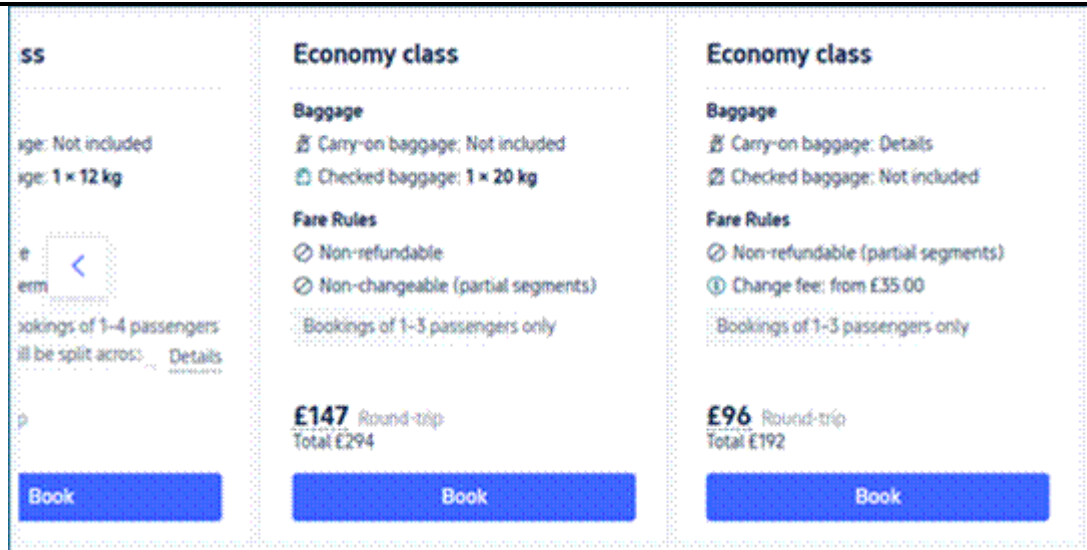 ss
age: Not included
age: 1 × 12 kg
e
erm
ookings of 1-4 passengers
ill be split across
Details
p
Book
Economy class
Baggage
Carry-on baggage: Not included
Checked baggage: 1 × 20 kg
Fare Rules
Non-refundable
Non-changeable (partial segments)
Bookings of 1-3 passengers only
£147 Round-trip
Total £294
Book
Economy class
Baggage
Carry-on baggage: Details
Checked baggage: Not included
Fare Rules
Non-refundable (partial segments)
Change fee: from £35.00
Bookings of 1-3 passengers only
£96 Round-trip
Total £192
Book